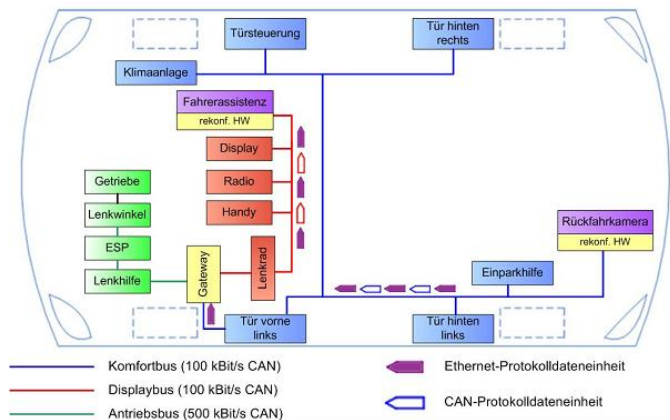 Türsteuerung
Tür hinten
rechts
Klimaanlage
Fahrerassistenz
rekonf. HW
Display
Radio
Handy
Getriebe
Lenkwinkel
ESP
Lenkhilfe
Gateway
Lenkrad
Rückfahrkamera
rekonf. HW
Einparkhilfe
Tür vorne
links
Tür hinten
links
Komfortbus (100 kBit/s CAN)
Displaybus (100 kBit/s CAN)
Antriebsbus (500 kBit/s CAN)
Ethernet-Protokolldateneinheit
CAN-Protokolldateneinheit